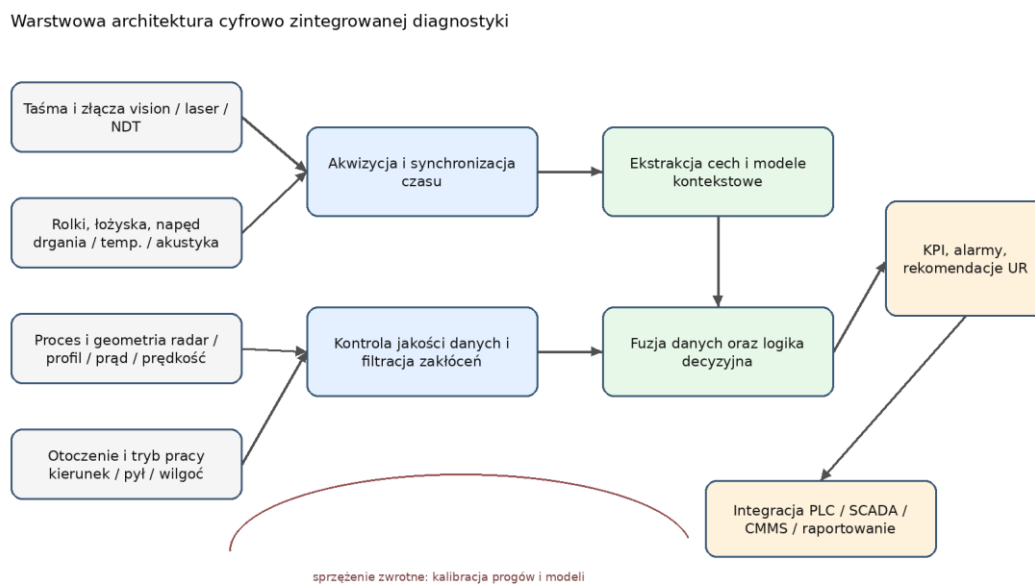 Warstwowa architektura cyfrowo zintegrowanej diagnostyki
Taśma i złącza vision / laser /
NDT
Rolki, łożyska, napęd
drgania / temp. / akustyka
Proces i geometria radar /
profil / prąd / prędkość
Otoczenie i tryb pracy
kierunek / pył / wilgoć
Akwizycja i synchronizacja
czasu
Kontrola jakości danych i
filtracja zakłóceń
Ekstrakcja cech i modele
kontekstowe
Fuzja danych oraz logika
decyzyjna
KPI, alarmy,
rekomendacje UR
Integracja PLC / SCADA /
CMMS / raportowanie
sprzężenie zwrotne: kalibracja progów i modeli